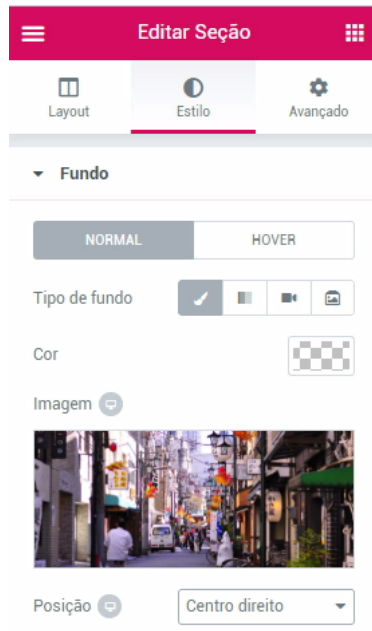 Editar Seção
Layout Estilo Avançado
Fundo
NORMAL HOVER
Tipo de fundo
Cor
Imagem
Posição Centro direito